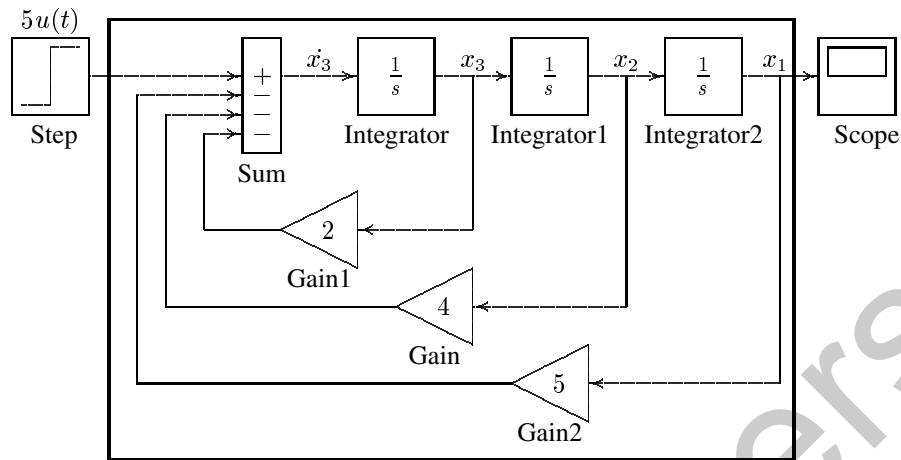 5u(t)
+
−
−
−
ẋ₃
1/s
x₃
1/s
x₂
1/s
x₁
Step
Sum
Integrator
Integrator1
Integrator2
Scope
2
Gain1
4
Gain
5
Gain2
ers